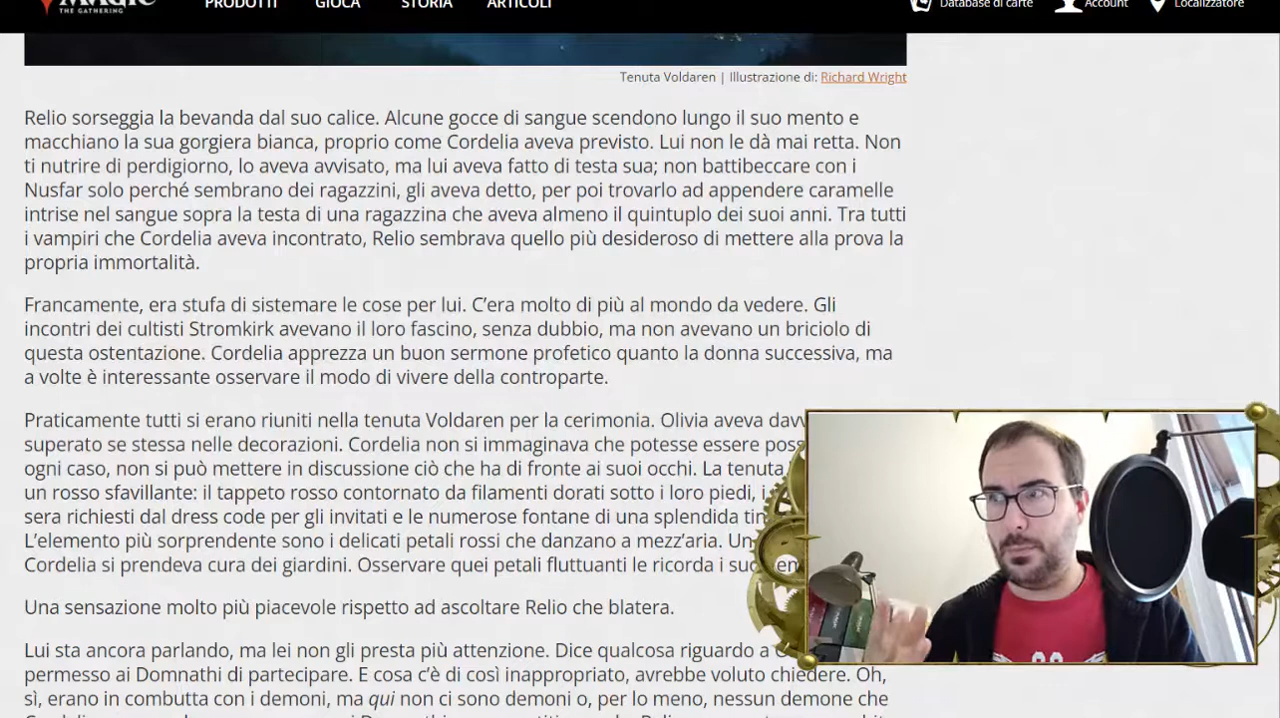 MAGIC
THE GATHERING
PRODOTTI GIOCA STORIA ARTICOLI Database di carte Account Localizzatore
Tenuta Voldaren | Illustrazione di: Richard Wright
Relio sorseggia la bevanda dal suo calice. Alcune gocce di sangue scendono lungo il suo mento e
macchiano la sua gorgiera bianca, proprio come Cordelia aveva previsto. Lui non le dà mai retta. Non
ti nutrire di perdigiorno, lo aveva avvisato, ma lui aveva fatto di testa sua; non battibeccare con i
Nusfar solo perché sembrano dei ragazzini, gli aveva detto, per poi trovarlo ad appendere caramelle
intrise nel sangue sopra la testa di una ragazzina che aveva almeno il quintuplo dei suoi anni. Tra tutti
i vampiri che Cordelia aveva incontrato, Relio sembrava quello più desideroso di mettere alla prova la
propria immortalità.
Francamente, era stufa di sistemare le cose per lui. C'era molto di più al mondo da vedere. Gli
incontri dei cultisti Stromkirk avevano il loro fascino, senza dubbio, ma non avevano un briciolo di
questa ostentazione. Cordelia apprezza un buon sermone profetico quanto la donna successiva, ma
a volte è interessante osservare il modo di vivere della controparte.
Praticamente tutti si erano riuniti nella tenuta Voldaren per la cerimonia. Olivia aveva davv
superato se stessa nelle decorazioni. Cordelia non si immaginava che potesse essere poss
ogni caso, non si può mettere in discussione ciò che ha di fronte ai suoi occhi. La tenuta
un rosso sfavillante: il tappeto rosso contornato da filamenti dorati sotto i loro piedi, i
sera richiesti dal dress code per gli invitati e le numerose fontane di una splendida tin
L'elemento più sorprendente sono i delicati petali rossi che danzano a mezz'aria. Un
Cordelia si prendeva cura dei giardini. Osservare quei petali fluttuanti le ricorda i suo
Una sensazione molto più piacevole rispetto ad ascoltare Relio che blatera.
Lui sta ancora parlando, ma lei non gli presta più attenzione. Dice qualcosa riguardo a
permesso ai Domnathi di partecipare. E cosa c'è di così inappropriato, avrebbe voluto chiedere. Oh,
sì, erano in combutta con i demoni, ma qui non ci sono demoni o, per lo meno, nessun demone che